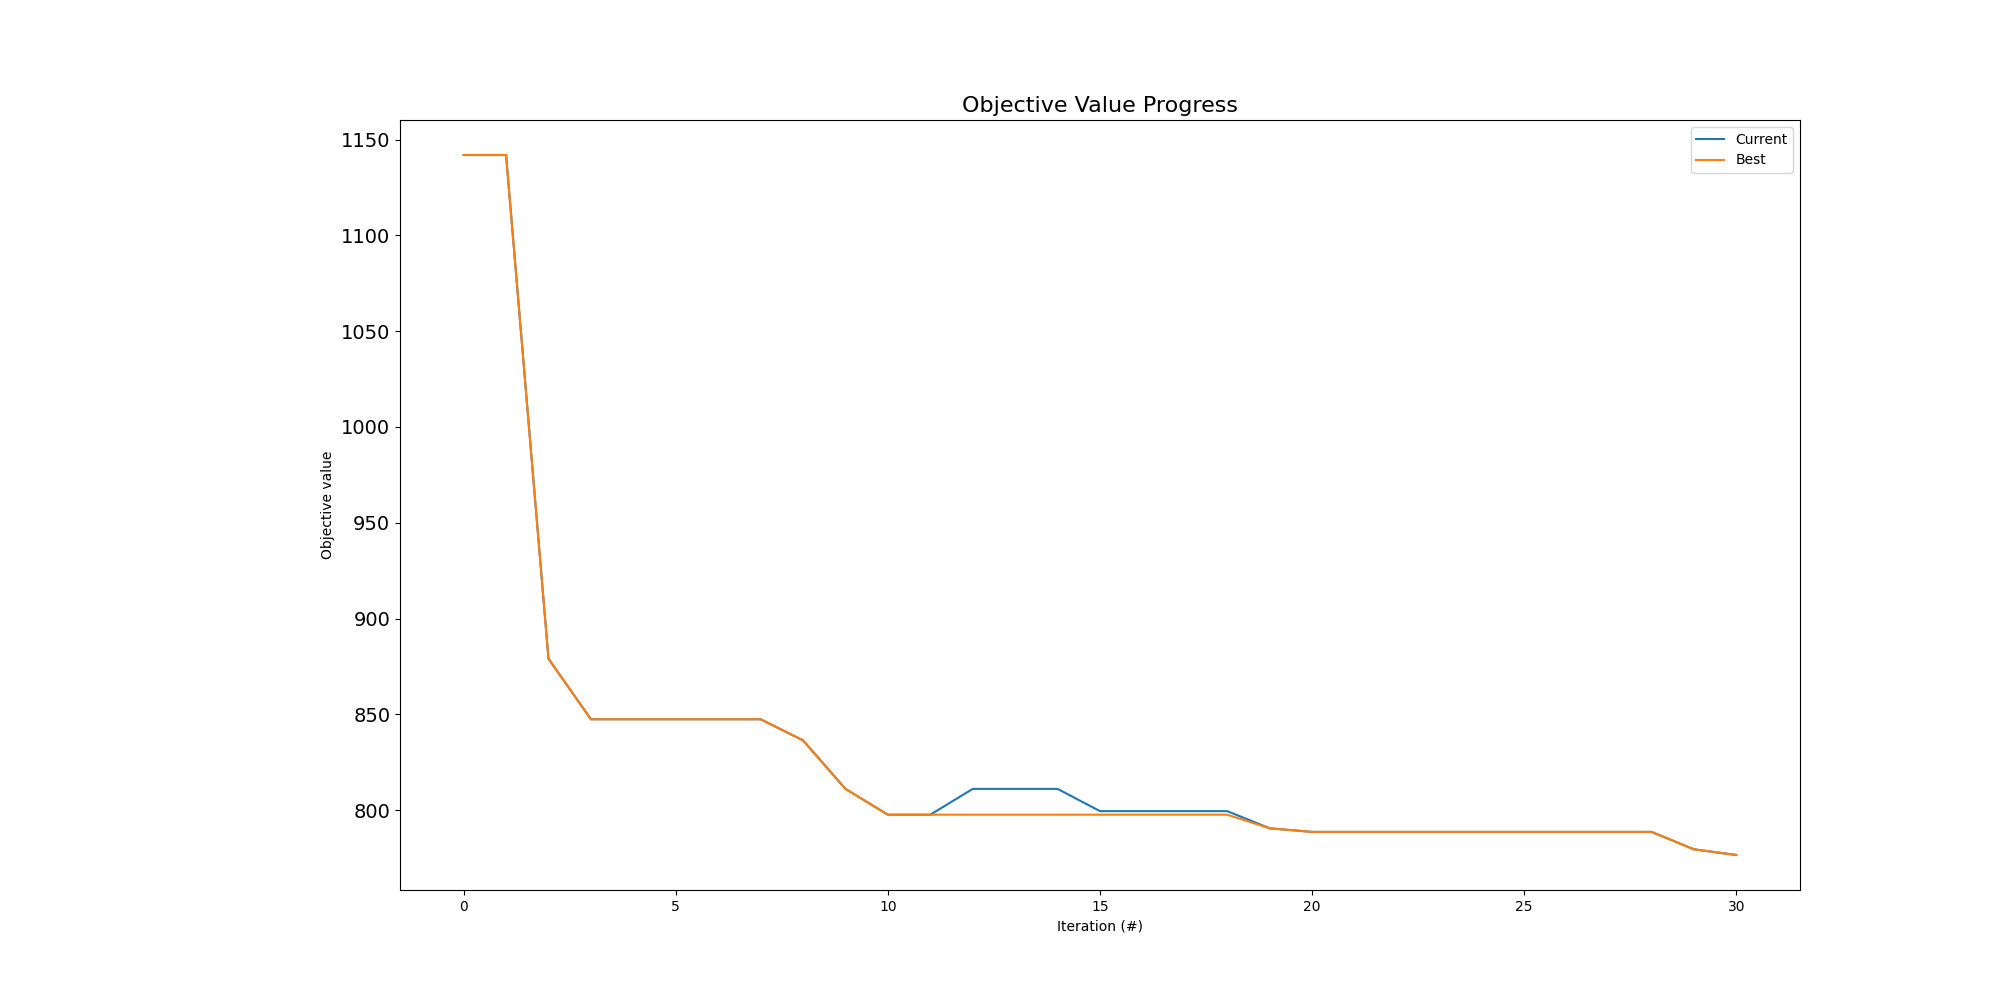 Objective Value Progress
Current
Best
1150
1100
1050
1000
950
900
850
800
Objective value
0 5 10 15 20 25 30
Iteration (#)